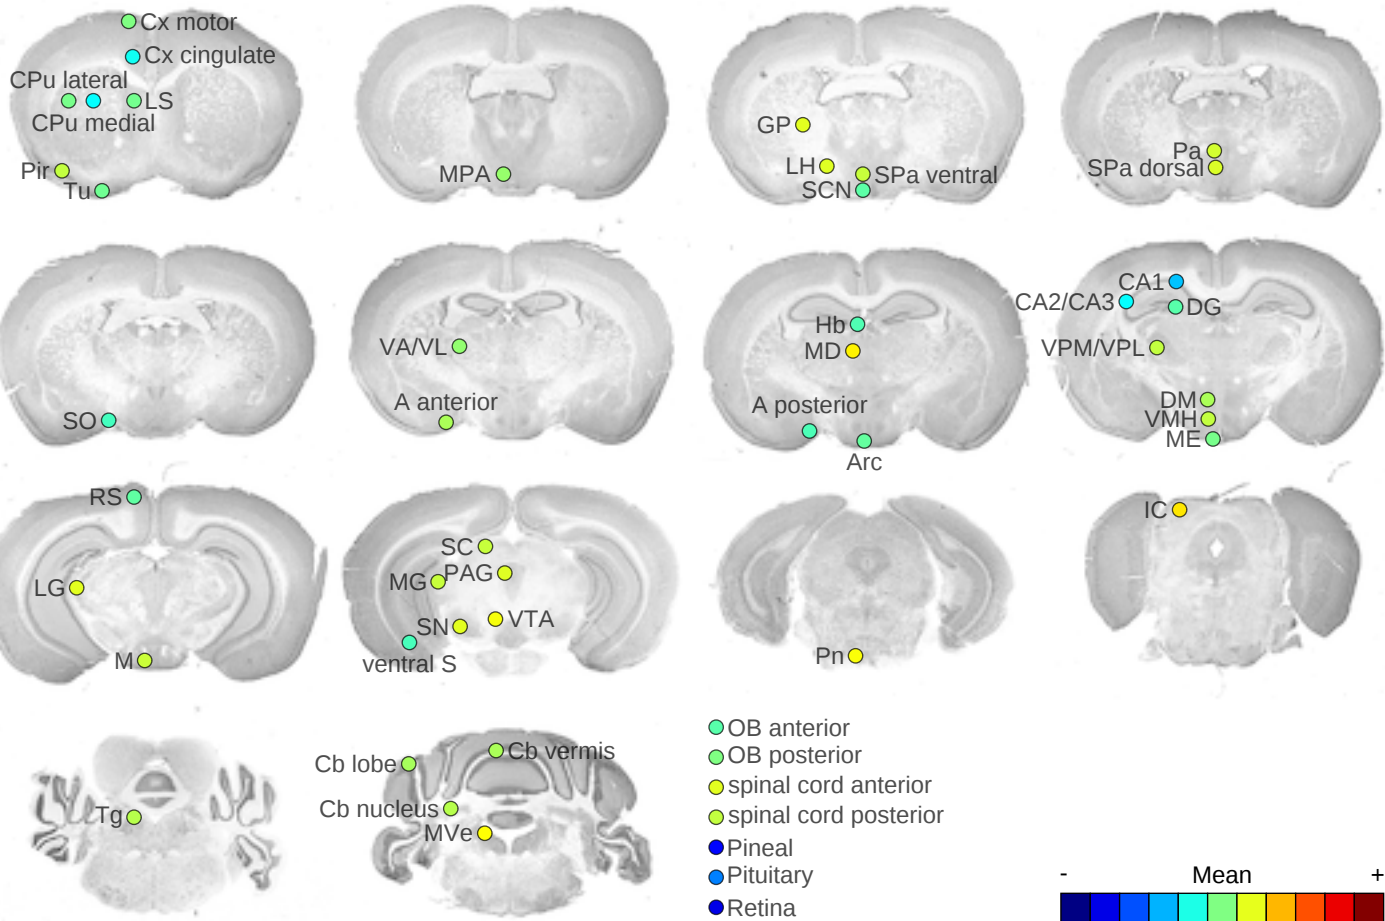 Cx motor
Cx cingulate
CPu lateral
LS
CPu medial
Pir
Tu
MPA
GP
LH
SPa ventral
SCN
Pa
SPa dorsal
SO
VA/VL
A anterior
Hb
MD
A posterior
Arc
CA1
CA2/CA3
DG
VPM/VPL
DM
VMH
ME
RS
LG
M
SC
PAG
MG
VTA
SN
ventral S
Pn
IC
Tg
Cb vermis
Cb lobe
Cb nucleus
MVe
OB anterior
OB posterior
spinal cord anterior
spinal cord posterior
Pineal
Pituitary
Retina
- Mean +